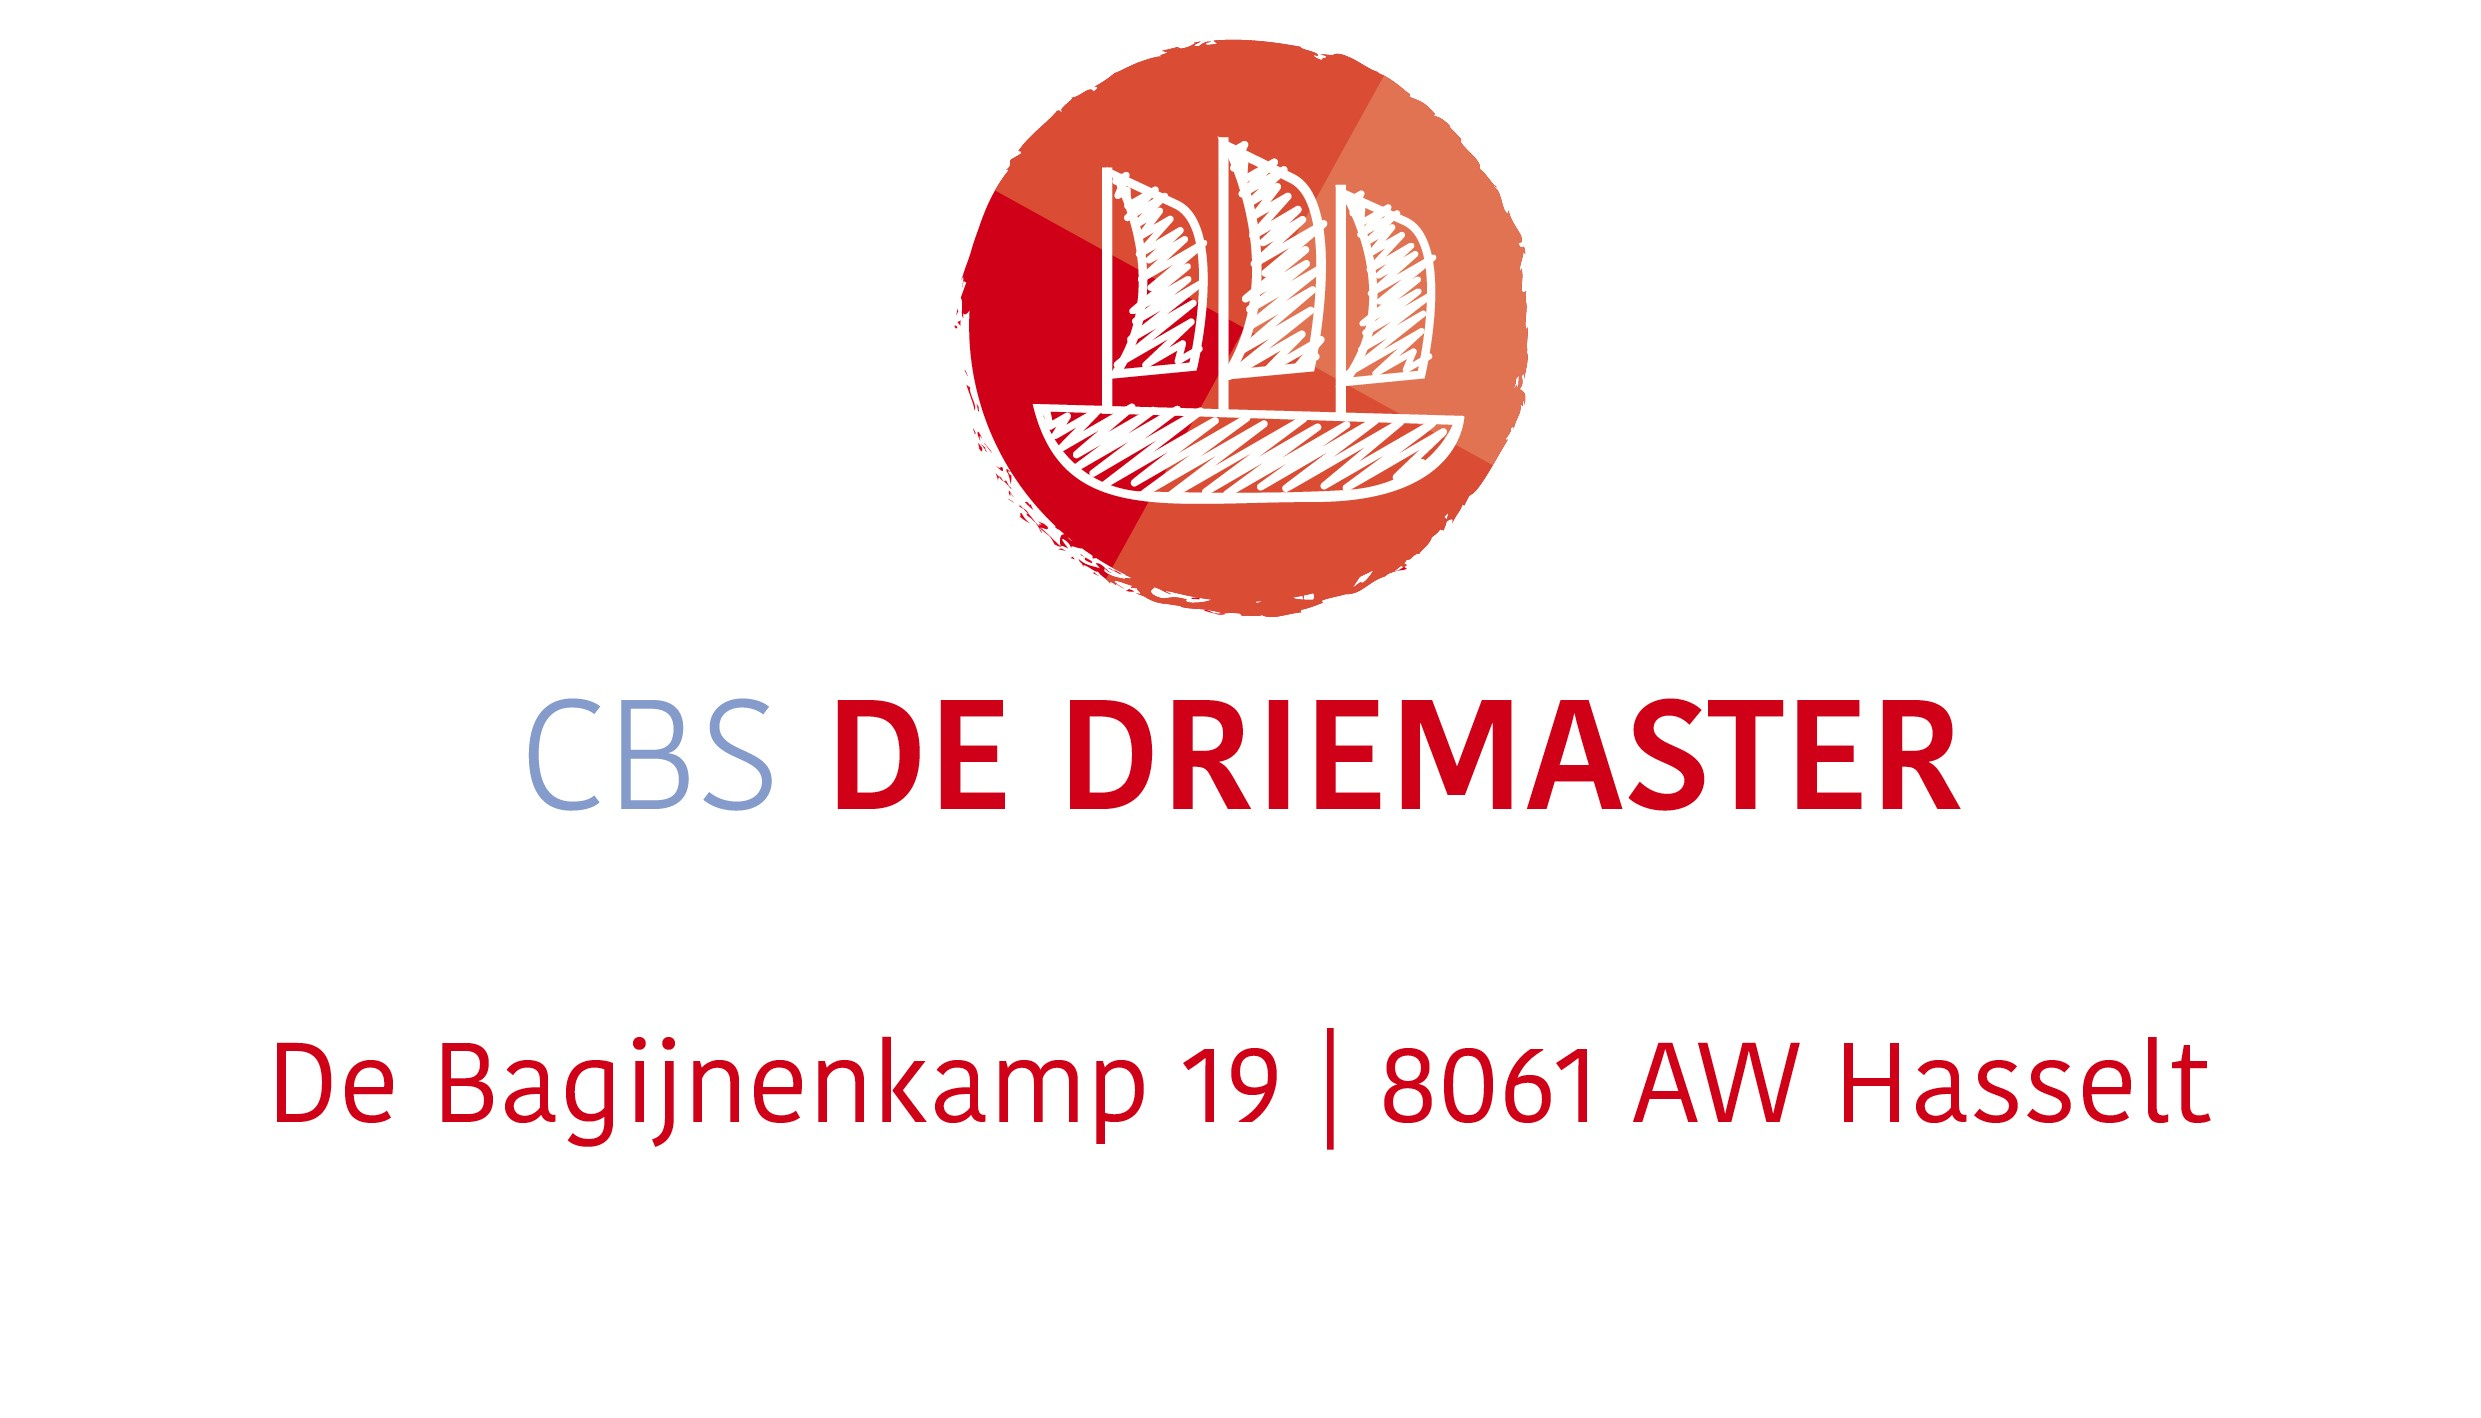 CBS DE DRIEMASTER
De Bagijnenkamp 19 | 8061 AW Hasselt